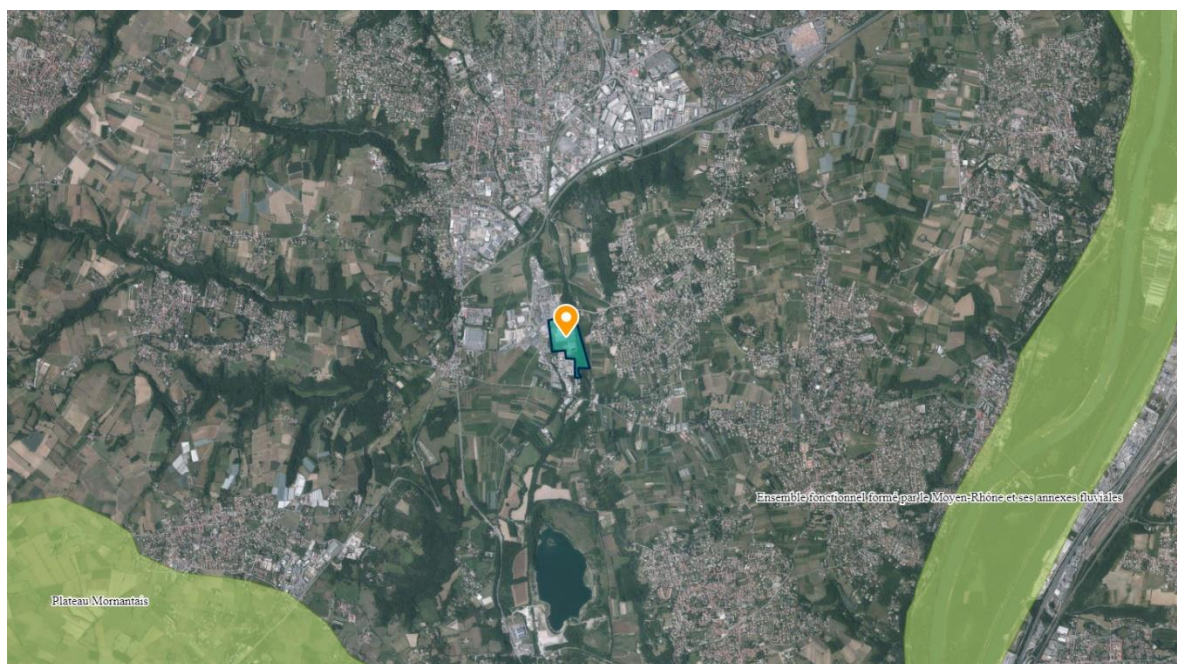 Ensemble fonctionnel formé par le Moyen-Rhône et ses annexes fluviales
Plateau Mornantais